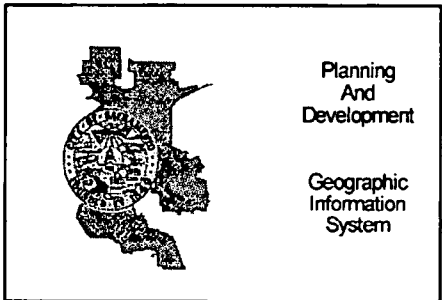 Planning
And
Development
Geographic
Information
System